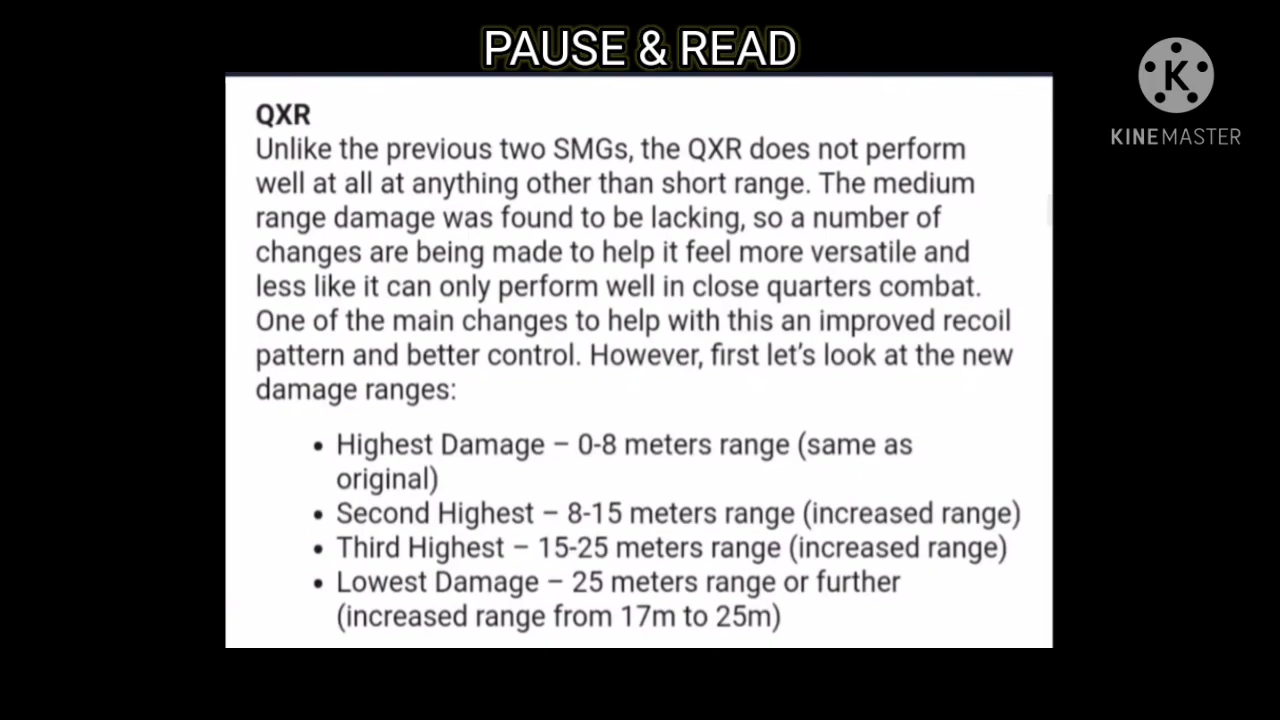 PAUSE & READ
K
KINEMASTER
QXR
Unlike the previous two SMGs, the QXR does not perform
well at all at anything other than short range. The medium
range damage was found to be lacking, so a number of
changes are being made to help it feel more versatile and
less like it can only perform well in close quarters combat.
One of the main changes to help with this an improved recoil
pattern and better control. However, first let’s look at the new
damage ranges:
• Highest Damage – 0-8 meters range (same as
original)
• Second Highest – 8-15 meters range (increased range)
• Third Highest – 15-25 meters range (increased range)
• Lowest Damage – 25 meters range or further
(increased range from 17m to 25m)